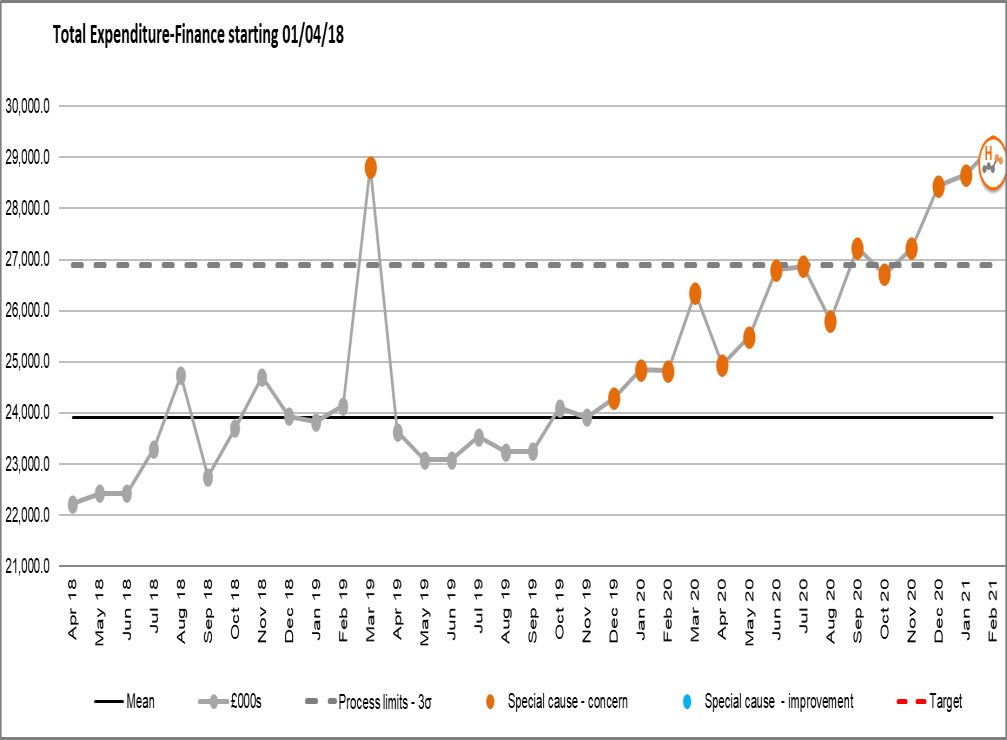 Total Expenditure-Finance starting 01/04/18
30,000.0
29,000.0
28,000.0
27,000.0
26,000.0
25,000.0
24,000.0
23,000.0
22,000.0
21,000.0
H
Apr 18
May 18
Jun 18
Jul 18
Aug 18
Sep 18
Oct 18
Nov 18
Dec 18
Jan 19
Feb 19
Mar 19
Apr 19
May 19
Jun 19
Jul 19
Aug 19
Sep 19
Oct 19
Nov 19
Dec 19
Jan 20
Feb 20
Mar 20
Apr 20
May 20
Jun 20
Jul 20
Aug 20
Sep 20
Oct 20
Nov 20
Dec 20
Jan 21
Feb 21
Mean £000s Process limits - 3σ Special cause - concern Special cause - improvement Target